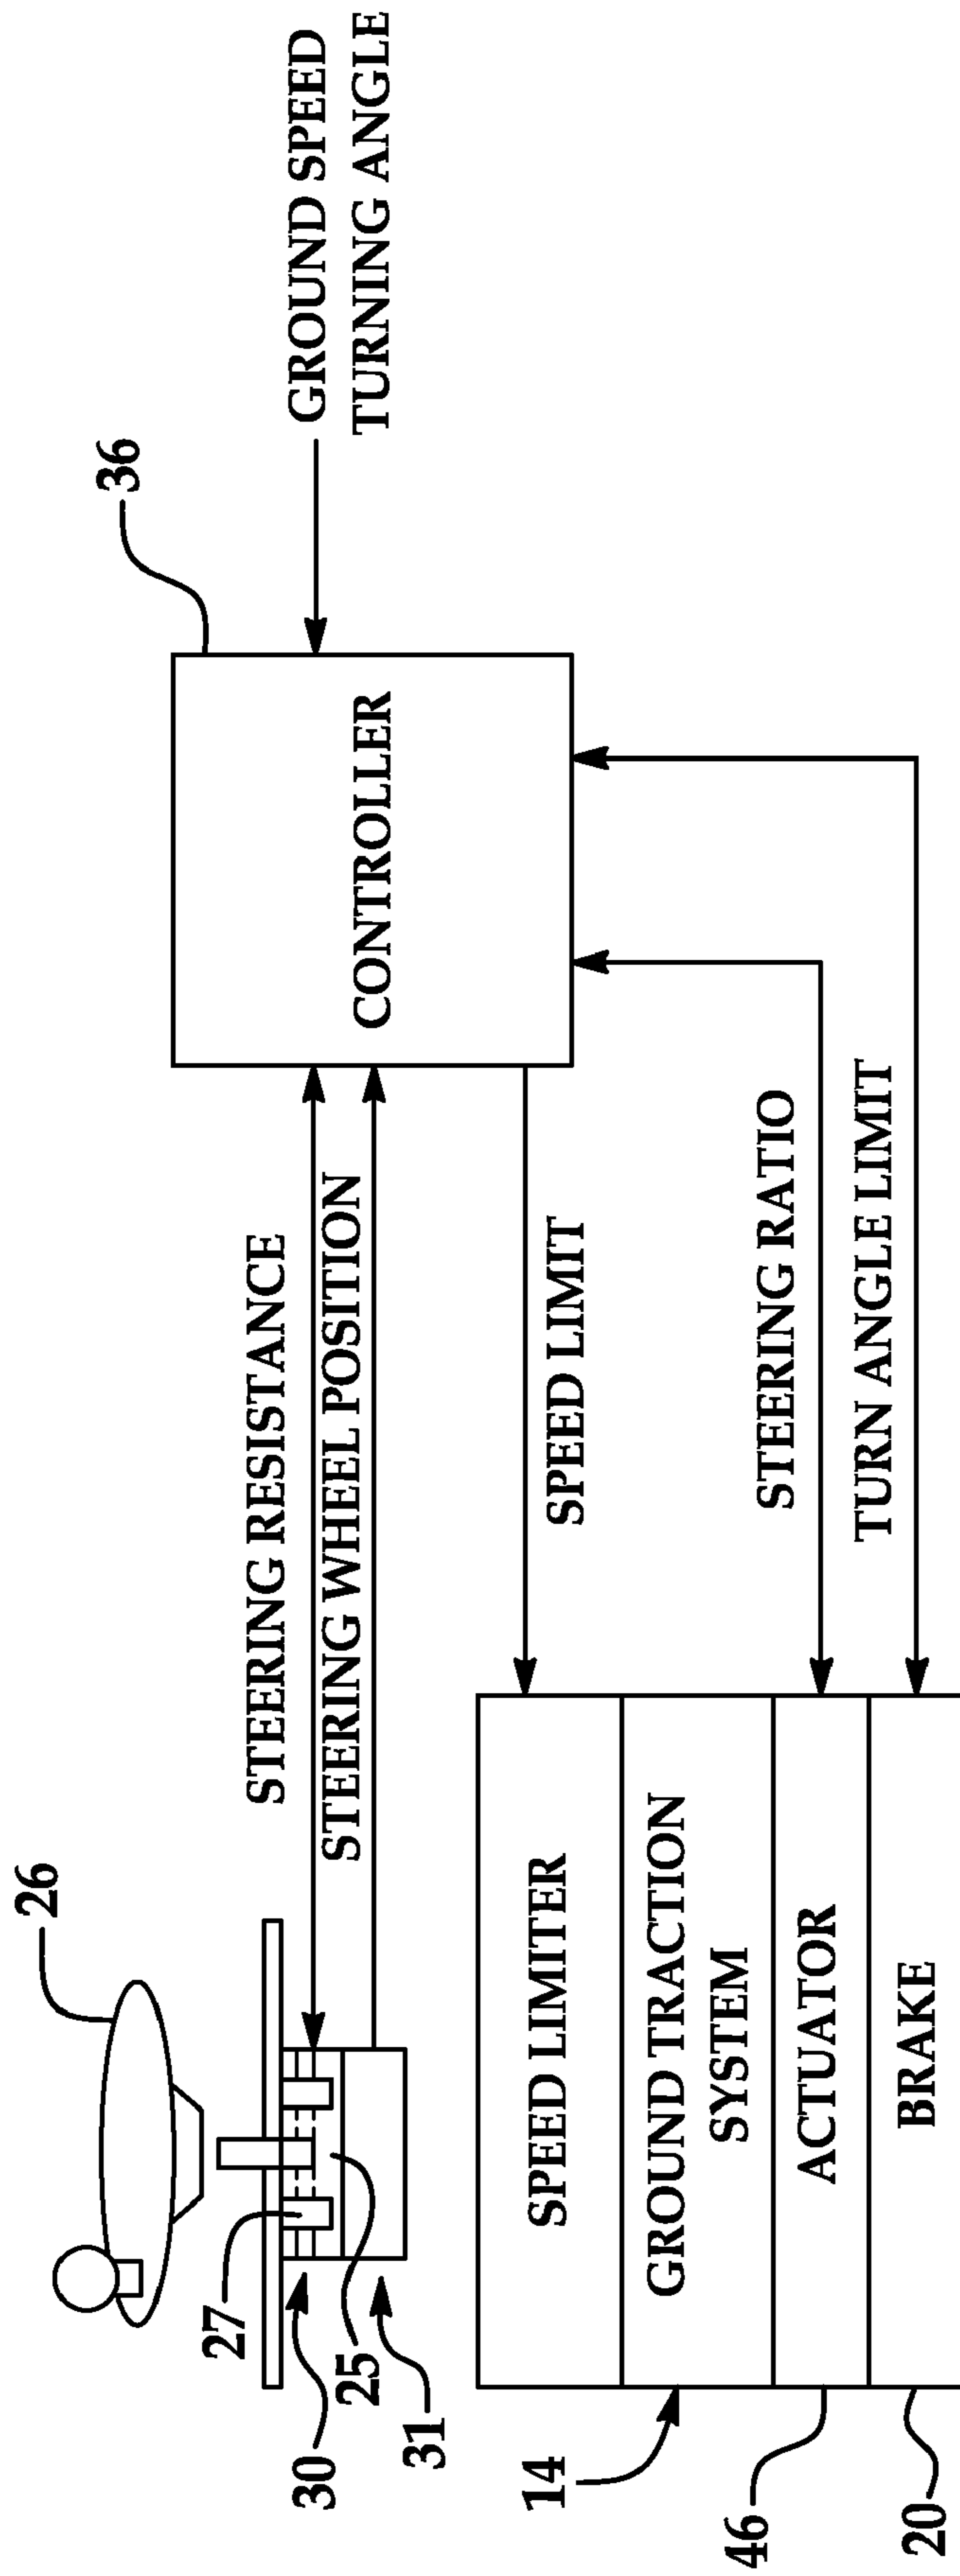 26
36
27
30
25
31
STEERING RESISTANCE
STEERING WHEEL POSITION
CONTROLLER
GROUND SPEED
TURNING ANGLE
SPEED LIMIT
STEERING RATIO
TURN ANGLE LIMIT
14
SPEED LIMITER
GROUND TRACTION
SYSTEM
46
ACTUATOR
20
BRAKE